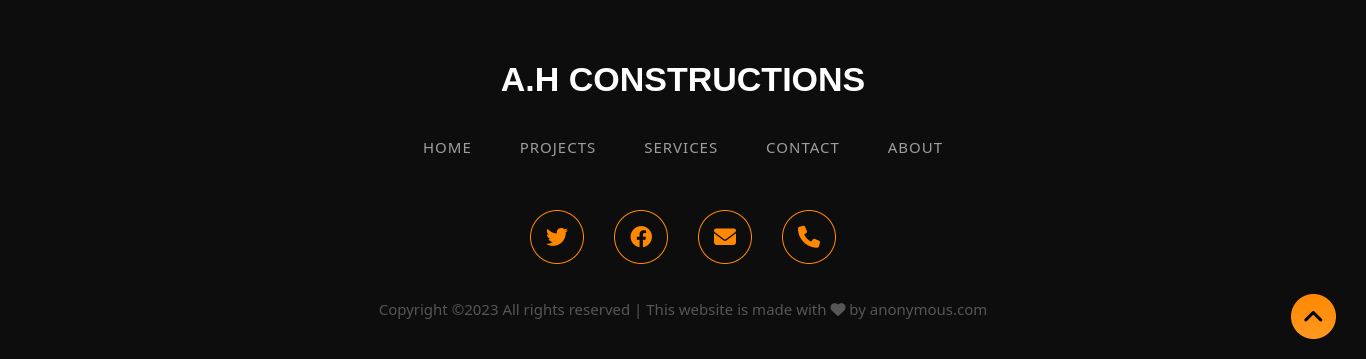 A.H CONSTRUCTIONS
HOME PROJECTS SERVICES CONTACT ABOUT
Copyright ©2023 All rights reserved | This website is made with ♥ by anonymous.com